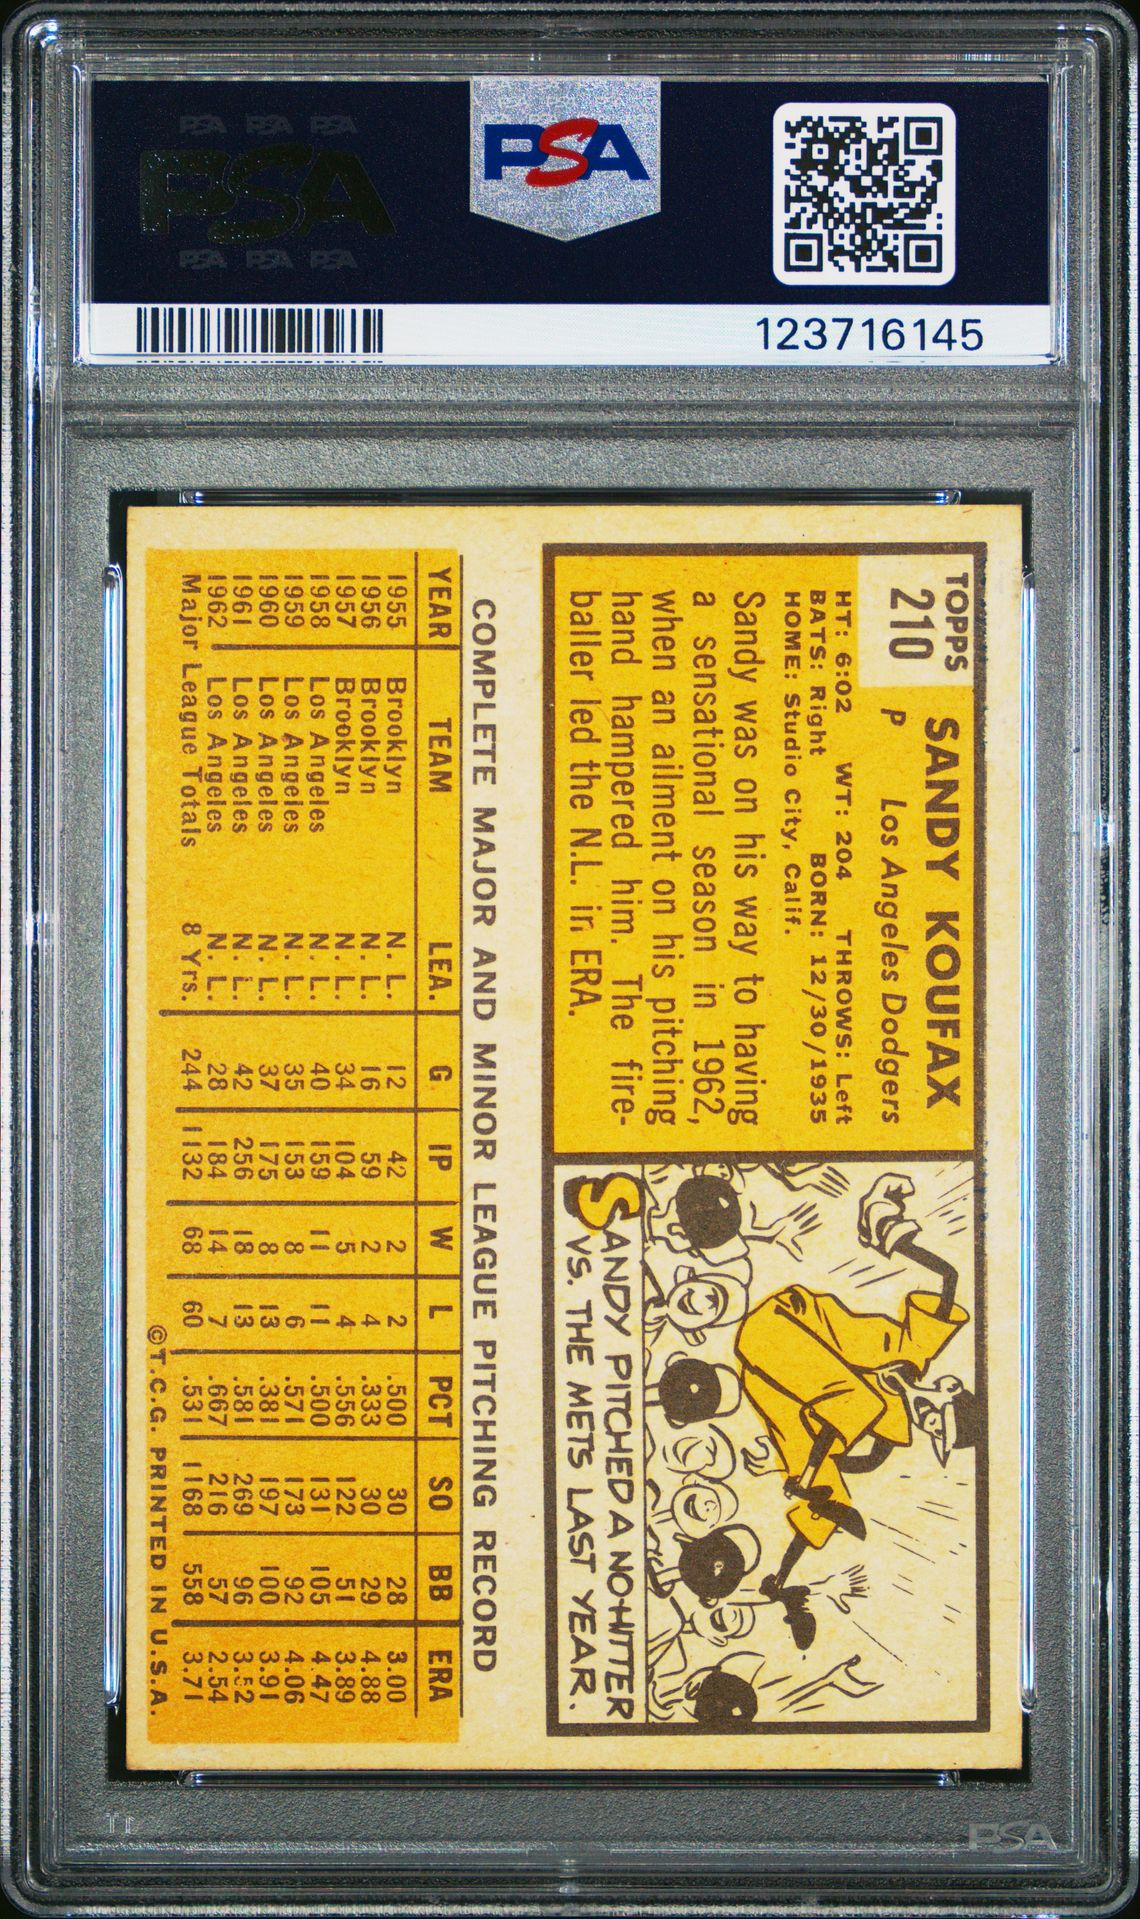 PSA PSA PSA
PSA
PSA PSA PSA
PSA
123716145
TOPPS
210
SANDY KOUFAX
P Los Angeles Dodgers
HT: 6:02 WT: 204 THROWS: Left
BATS: Right BORN: 12/30/1935
HOME: Studio City, Calif.
Sandy was on his way to having
a sensational season in 1962,
when an ailment on his pitching
hand hampered him. The fire-
baller led the N.L. in ERA.
SANDY PITCHED A NO-HITTER
VS. THE METS LAST YEAR.
COMPLETE MAJOR AND MINOR LEAGUE PITCHING RECORD
YEAR TEAM LEA. G IP W L PCT SO BB ERA
1955 Brooklyn N. L. 12 42 2 2 .500 30 28 3.00
1956 Brooklyn N. L. 16 59 2 4 .333 30 29 4.88
1957 Brooklyn N. L. 34 104 5 4 .556 122 51 3.89
1958 Los Angeles N. L. 40 159 11 11 .500 131 105 4.47
1959 Los Angeles N. L. 35 153 8 6 .571 173 92 4.06
1960 Los Angeles N. L. 37 175 8 13 .381 197 100 3.91
1961 Los Angeles N. L. 42 256 18 13 .581 269 96 3.52
1962 Los Angeles N. L. 28 184 14 7 .667 216 57 2.54
Major League Totals 8 Yrs. 244 1132 68 60 .531 1168 558 3.71
©T.C.G. PRINTED IN U.S.A.
PSA